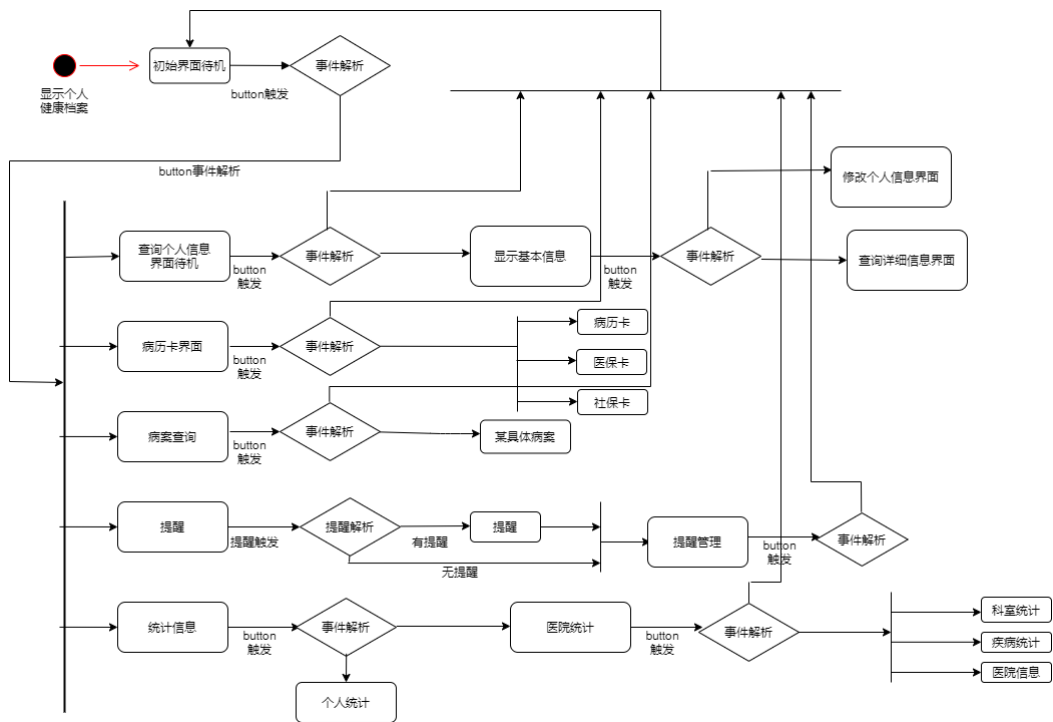 初始界面待机
事件解析
button触发
显示个人
健康档案
button事件解析
修改个人信息界面
查询个人信息
界面待机
button
触发
事件解析
显示基本信息
button
触发
事件解析
查询详细信息界面
病历卡界面
button
触发
事件解析
病历卡
医保卡
社保卡
病案查询
button
触发
事件解析
某具体病案
提醒
提醒触发
提醒解析
有提醒
提醒
无提醒
提醒管理
button
触发
事件解析
统计信息
button
触发
事件解析
医院统计
button
触发
事件解析
科室统计
疾病统计
医院信息
个人统计